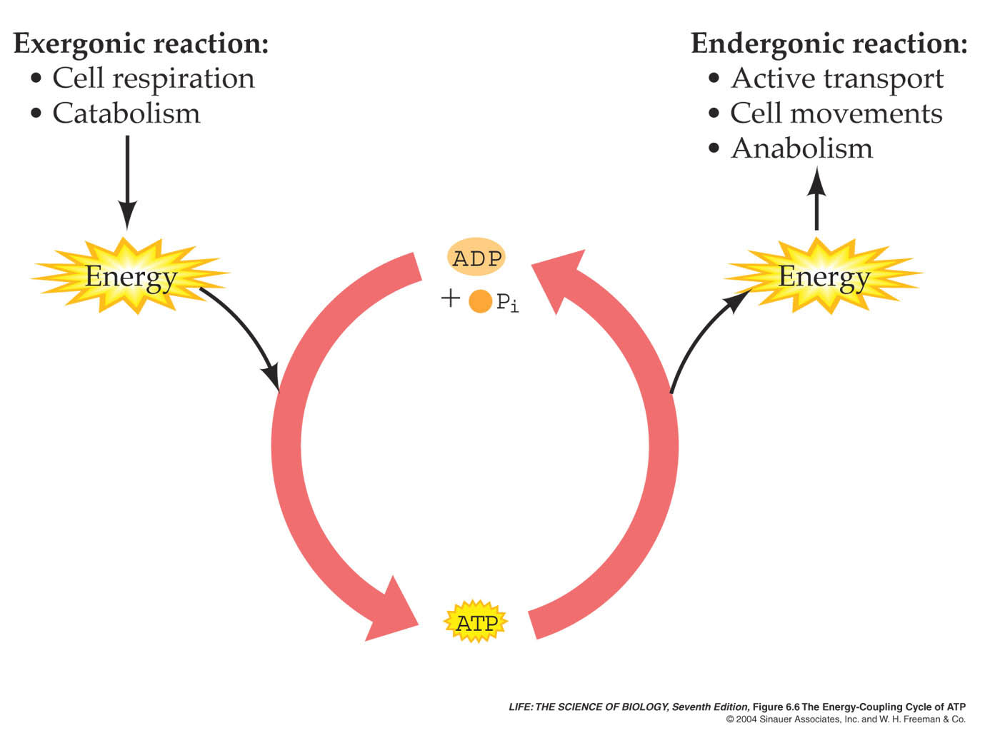 Exergonic reaction:
• Cell respiration
• Catabolism
Endergonic reaction:
• Active transport
• Cell movements
• Anabolism
Energy
ADP
+ Pi
Energy
ATP
LIFE: THE SCIENCE OF BIOLOGY, Seventh Edition, Figure 6.6 The Energy-Coupling Cycle of ATP
© 2004 Sinauer Associates, Inc. and W. H. Freeman & Co.